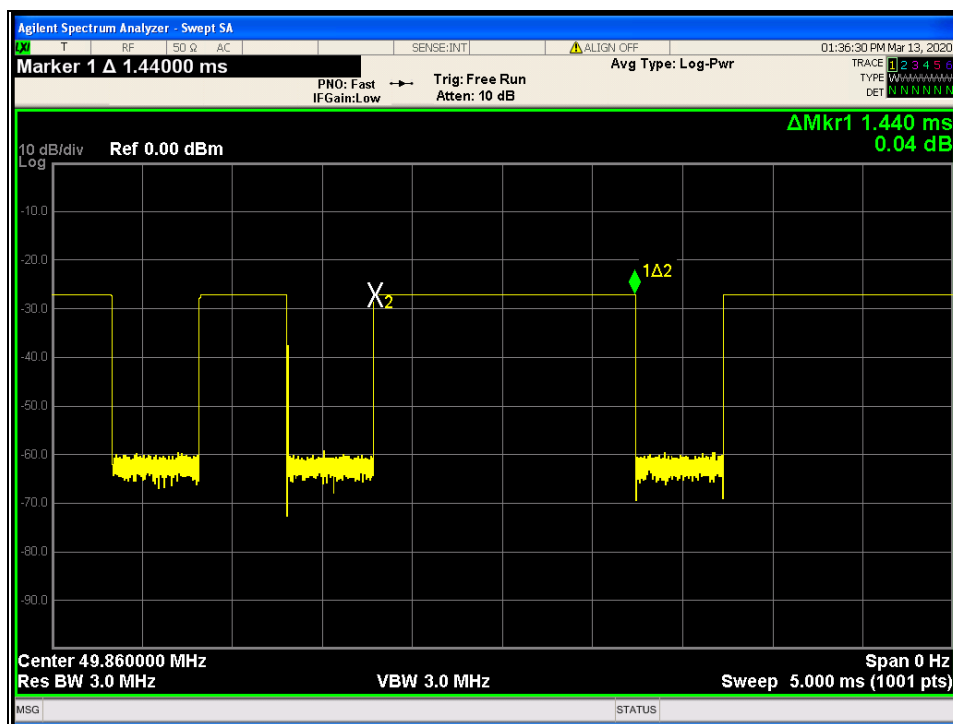 Agilent Spectrum Analyzer - Swept SA
LXI T RF 50 Ω AC SENSE:INT ALIGN OFF 01:36:30 PM Mar 13, 2020
Marker 1 Δ 1.44000 ms Avg Type: Log-Pwr TRACE 1 2 3 4 5 6
PNO: Fast Trig: Free Run TYPE WWWWWW
IFGain:Low Atten: 10 dB DET N N N N N N
ΔMkr1 1.440 ms
0.04 dB
10 dB/div Ref 0.00 dBm
Log
-10.0
-20.0
1Δ2
2
-30.0
-40.0
-50.0
-60.0
-70.0
-80.0
-90.0
Center 49.860000 MHz Span 0 Hz
Res BW 3.0 MHz VBW 3.0 MHz Sweep 5.000 ms (1001 pts)
MSG STATUS